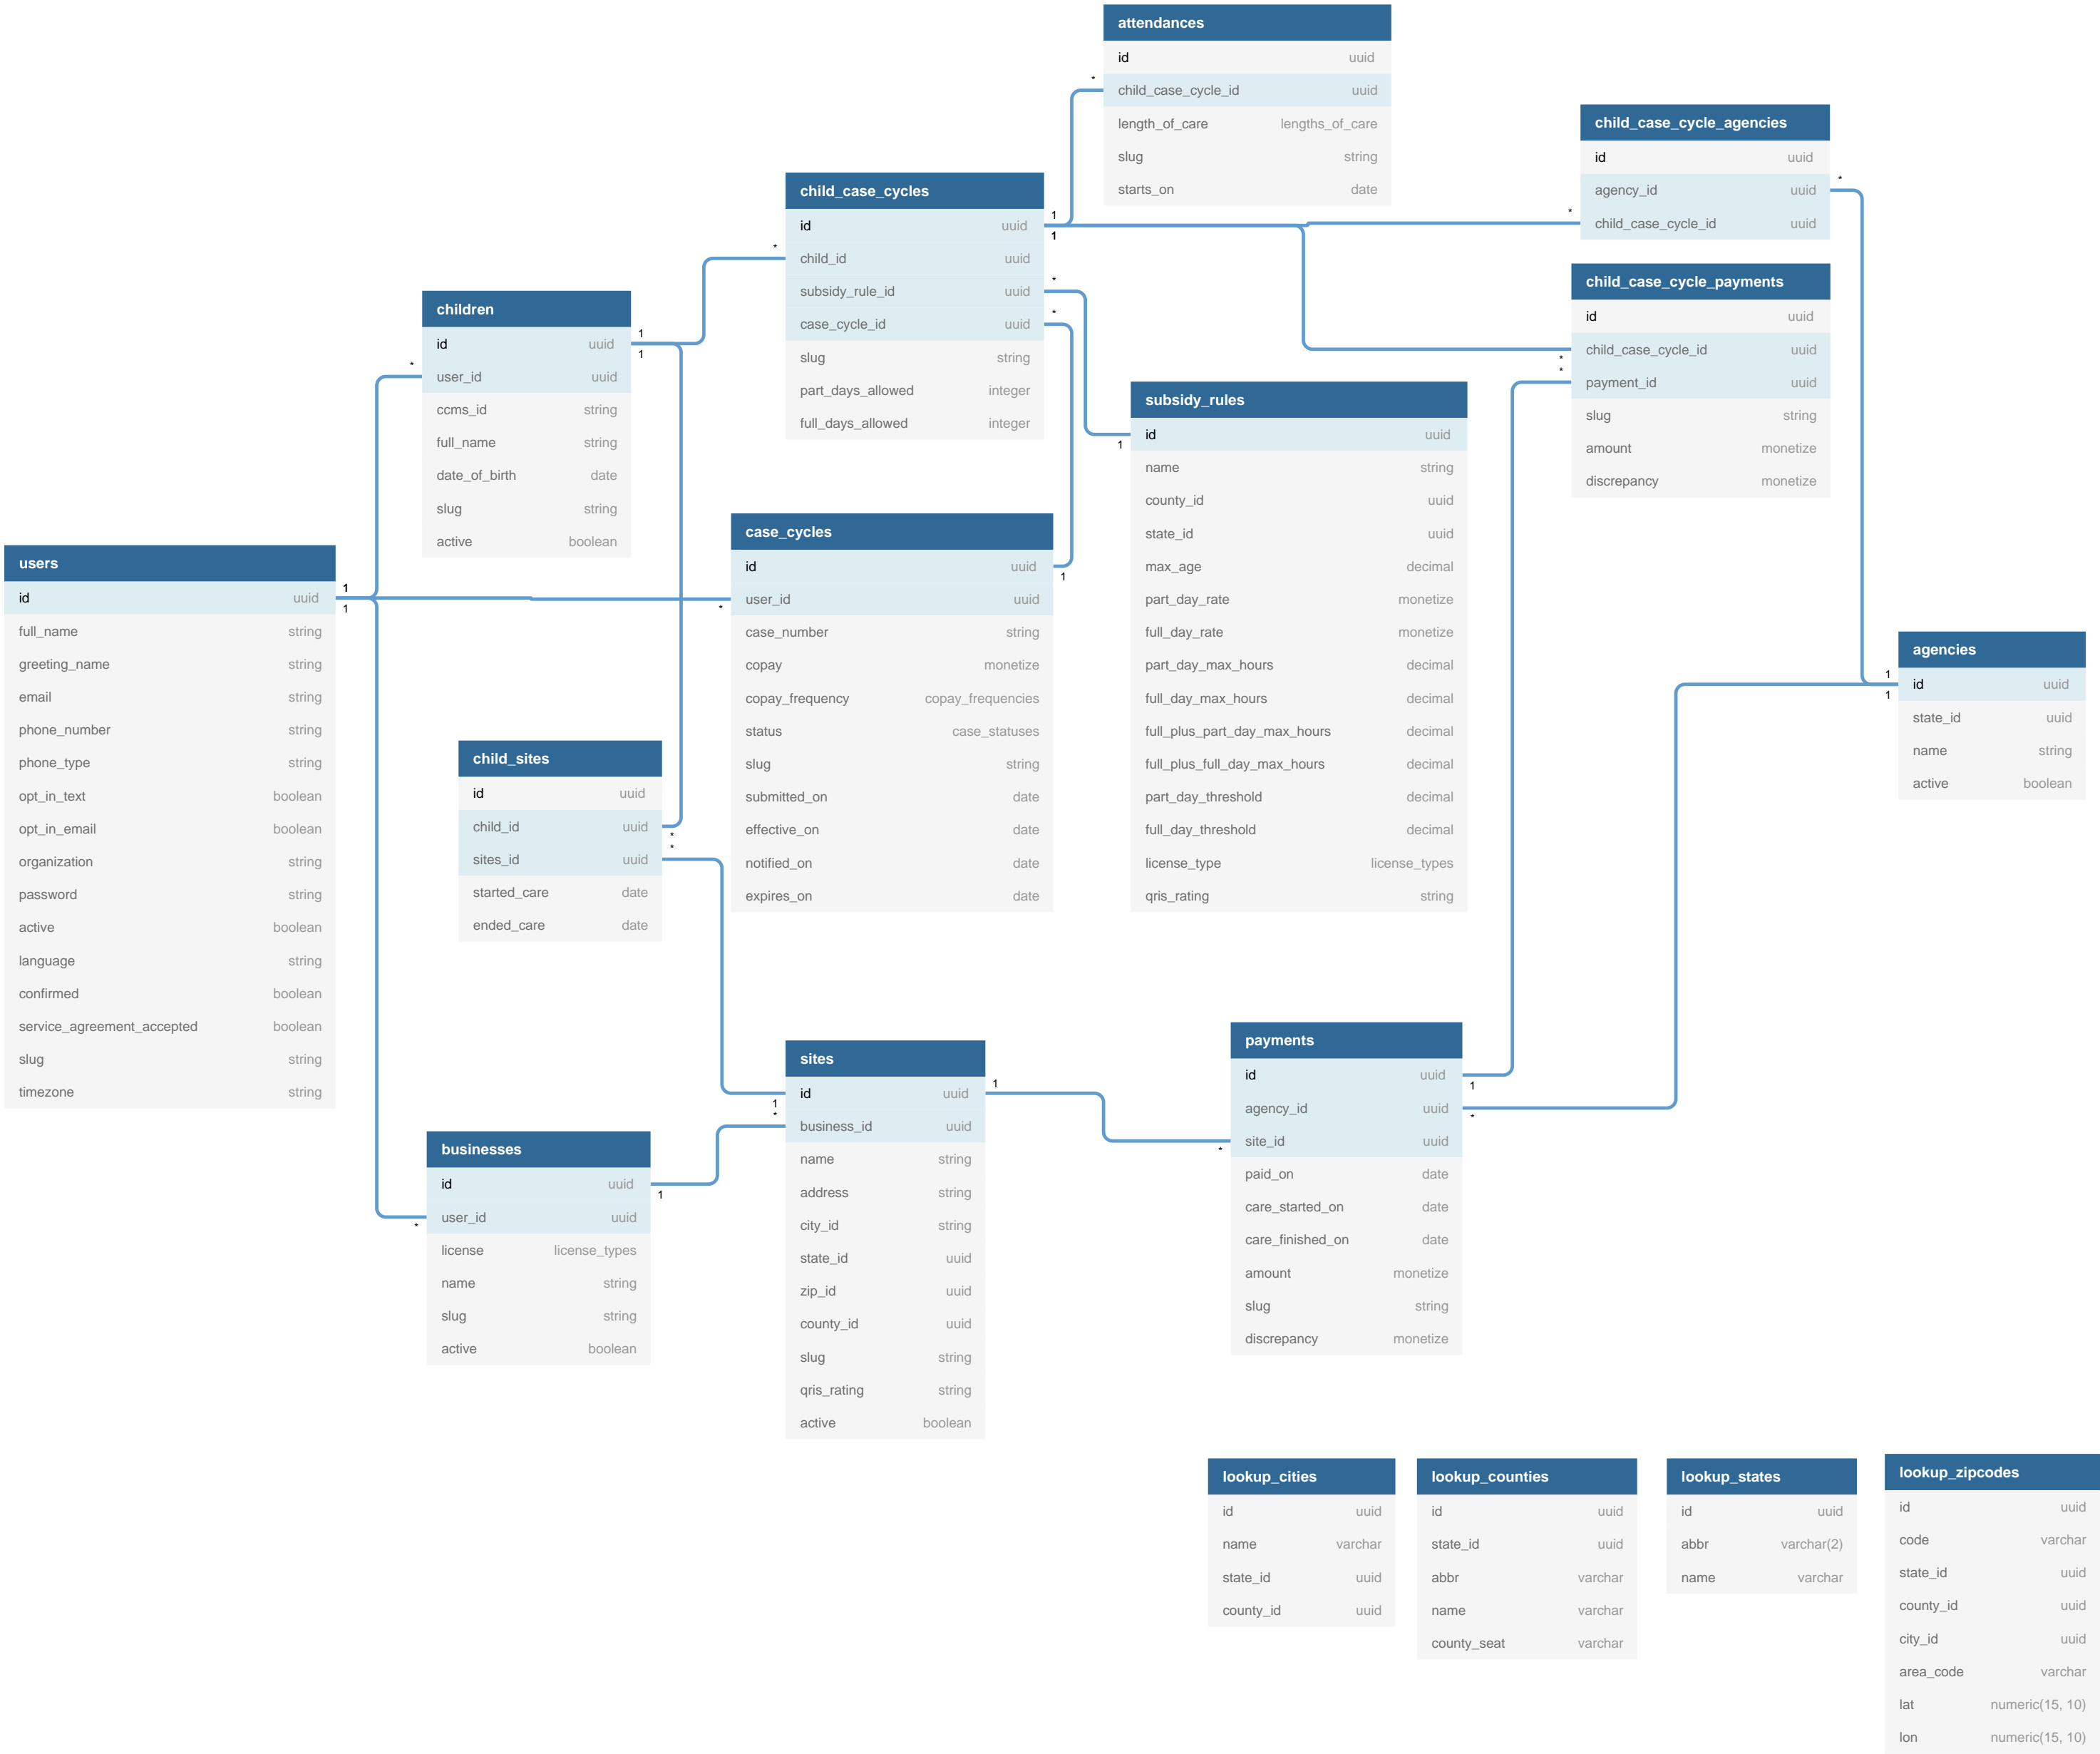 attendances
id uuid
child_case_cycle_id uuid
length_of_care lengths_of_care
slug string
starts_on date
child_case_cycle_agencies
id uuid
agency_id uuid
child_case_cycle_id uuid
child_case_cycles
id uuid
child_id uuid
subsidy_rule_id uuid
case_cycle_id uuid
slug string
part_days_allowed integer
full_days_allowed integer
child_case_cycle_payments
id uuid
child_case_cycle_id uuid
payment_id uuid
slug string
amount monetize
discrepancy monetize
children
id uuid
user_id uuid
ccms_id string
full_name string
date_of_birth date
slug string
active boolean
subsidy_rules
id uuid
name string
county_id uuid
state_id uuid
max_age decimal
part_day_rate monetize
full_day_rate monetize
part_day_max_hours decimal
full_day_max_hours decimal
full_plus_part_day_max_hours decimal
full_plus_full_day_max_hours decimal
part_day_threshold decimal
full_day_threshold decimal
license_type license_types
qris_rating string
case_cycles
id uuid
user_id uuid
case_number string
copay monetize
copay_frequency copay_frequencies
status case_statuses
slug string
submitted_on date
effective_on date
notified_on date
expires_on date
users
id uuid
full_name string
greeting_name string
email string
phone_number string
phone_type string
opt_in_text boolean
opt_in_email boolean
organization string
password string
active boolean
language string
confirmed boolean
service_agreement_accepted boolean
slug string
timezone string
agencies
id uuid
state_id uuid
name string
active boolean
child_sites
id uuid
child_id uuid
sites_id uuid
started_care date
ended_care date
payments
id uuid
agency_id uuid
site_id uuid
paid_on date
care_started_on date
care_finished_on date
amount monetize
slug string
discrepancy monetize
sites
id uuid
business_id uuid
name string
address string
city_id string
state_id uuid
zip_id uuid
county_id uuid
slug string
qris_rating string
active boolean
businesses
id uuid
user_id uuid
license license_types
name string
slug string
active boolean
lookup_cities
id uuid
name varchar
state_id uuid
county_id uuid
lookup_counties
id uuid
state_id uuid
abbr varchar
name varchar
county_seat varchar
lookup_states
id uuid
abbr varchar(2)
name varchar
lookup_zipcodes
id uuid
code varchar
state_id uuid
county_id uuid
city_id uuid
area_code varchar
lat numeric(15, 10)
lon numeric(15, 10)